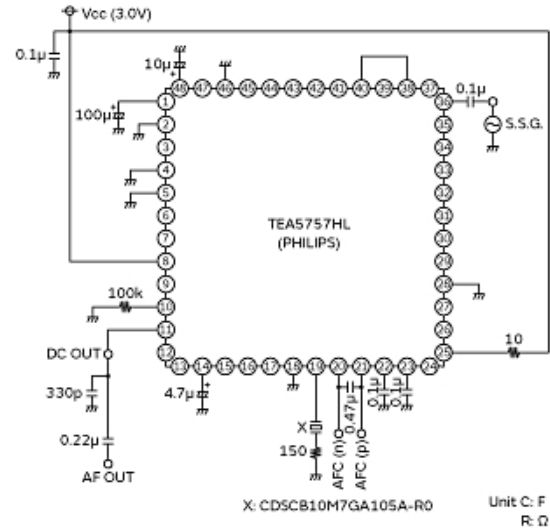 Vcc (3.0V)
0.1μ
10μ
+
48 47 46 45 44 43 42 41 40 39 38 37
100μ
+
1
2
3
4
5
6
7
8
9
10
11
12
36
35
34
33
32
31
30
29
28
27
26
25
0.1μ
S.S.G.
TEA5757HL
(PHILIPS)
100k
10
DC OUT
330p
0.22μ
AF OUT
13 14 15 16 17 18 19 20 21 22 23 24
4.7μ
+
X
150
0.47μ
0.1μ
0.1μ
AFC (n)
AFC (p)
X: CDSCB10M7GA105A-R0
Unit C: F
R: Ω